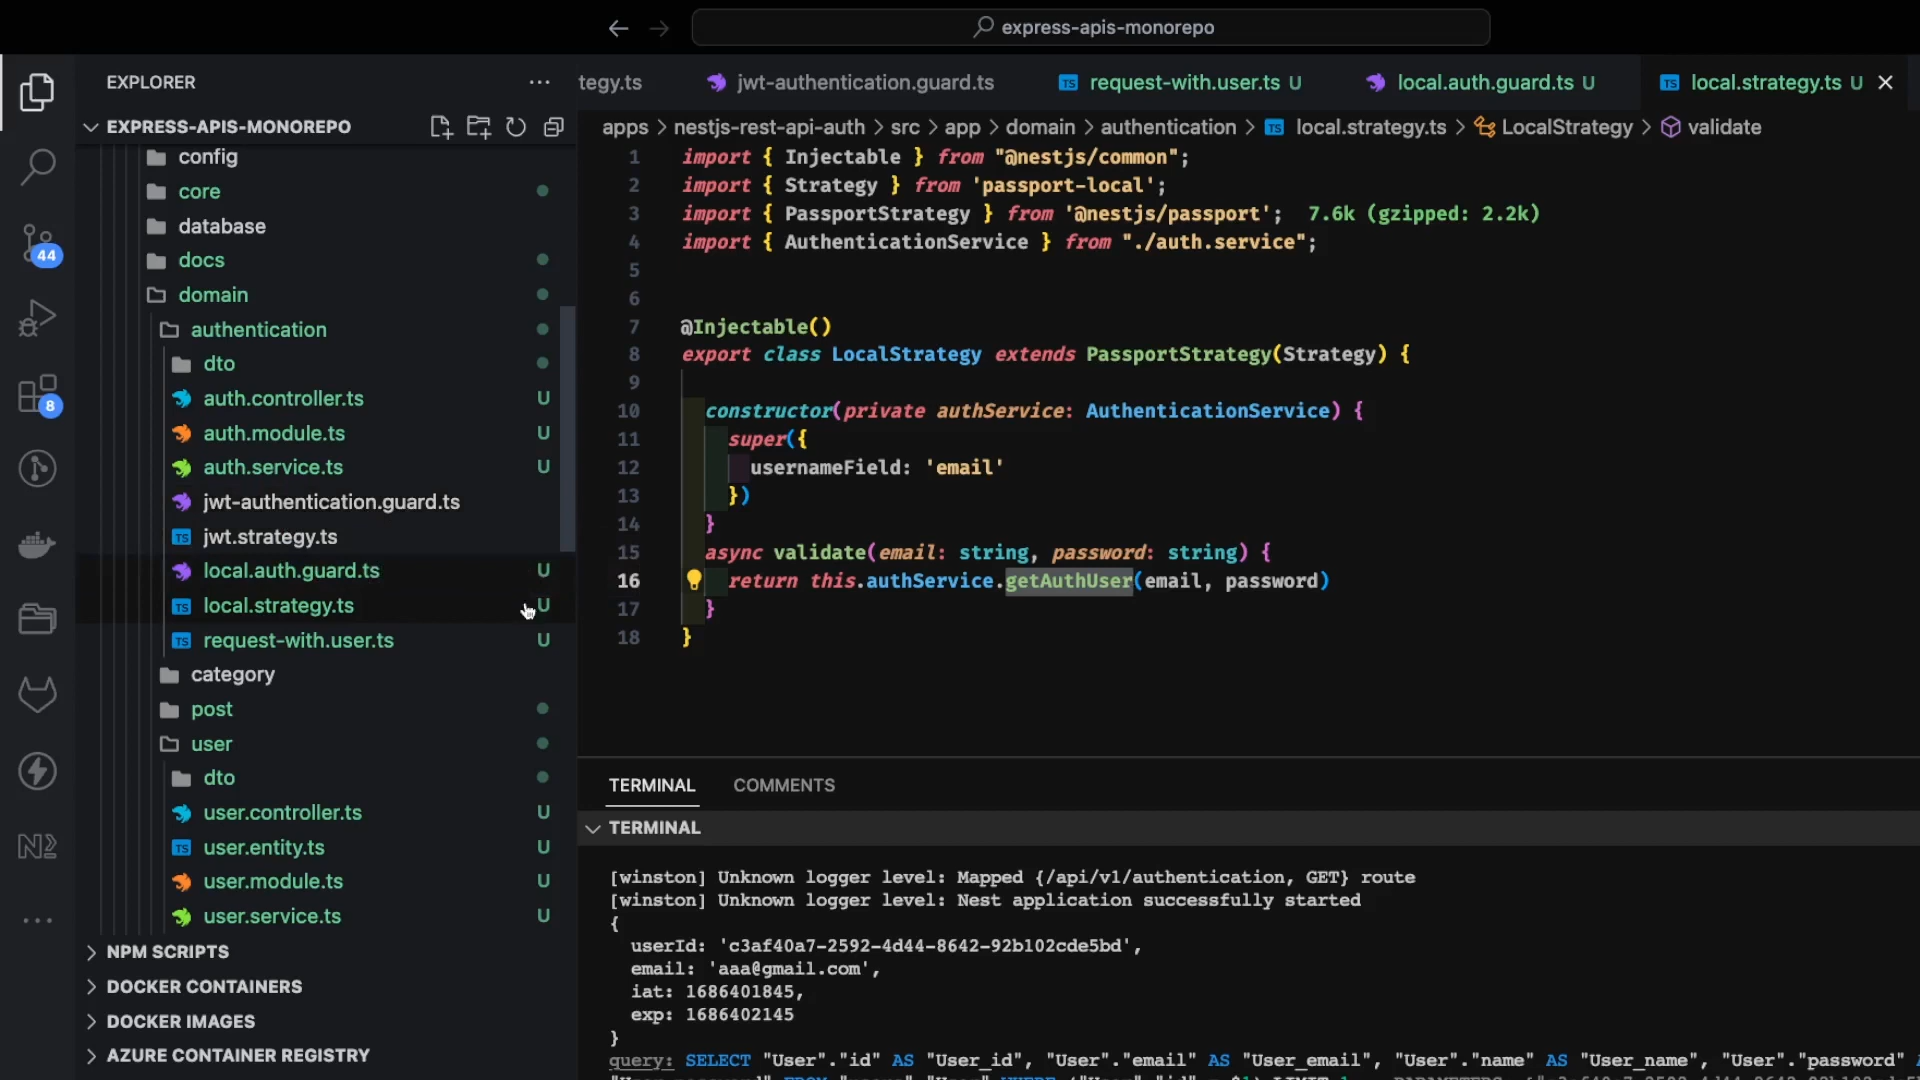 express-apis-monorepo
EXPLORER
tegy.ts
jwt-authentication.guard.ts
request-with.user.ts U
local.auth.guard.ts U
local.strategy.ts U
EXPRESS-APIS-MONOREPO
apps > nestjs-rest-api-auth > src > app > domain > authentication > TS local.strategy.ts > LocalStrategy > validate
config
core
database
docs
domain
authentication
dto
auth.controller.ts U
auth.module.ts U
auth.service.ts U
jwt-authentication.guard.ts
TS jwt.strategy.ts
local.auth.guard.ts U
TS local.strategy.ts U
TS request-with.user.ts U
category
post
user
dto
user.controller.ts U
TS user.entity.ts U
user.module.ts U
user.service.ts U
NPM SCRIPTS
DOCKER CONTAINERS
DOCKER IMAGES
AZURE CONTAINER REGISTRY
44
8
1 import { Injectable } from "@nestjs/common";
2 import { Strategy } from 'passport-local';
3 import { PassportStrategy } from '@nestjs/passport'; 7.6k (gzipped: 2.2k)
4 import { AuthenticationService } from "./auth.service";
5
6
7 @Injectable()
8 export class LocalStrategy extends PassportStrategy(Strategy) {
9
10 constructor(private authService: AuthenticationService) {
11 super({
12 usernameField: 'email'
13 })
14 }
15 async validate(email: string, password: string) {
16 return this.authService.getAuthUser(email, password)
17 }
18 }
TERMINAL COMMENTS
TERMINAL
[winston] Unknown logger level: Mapped {/api/v1/authentication, GET} route
[winston] Unknown logger level: Nest application successfully started
{
userId: 'c3af40a7-2592-4d44-8642-92b102cde5bd',
email: 'aaa@gmail.com',
iat: 1686401845,
exp: 1686402145
}
query: SELECT "User"."id" AS "User_id", "User"."email" AS "User_email", "User"."name" AS "User_name", "User"."password"